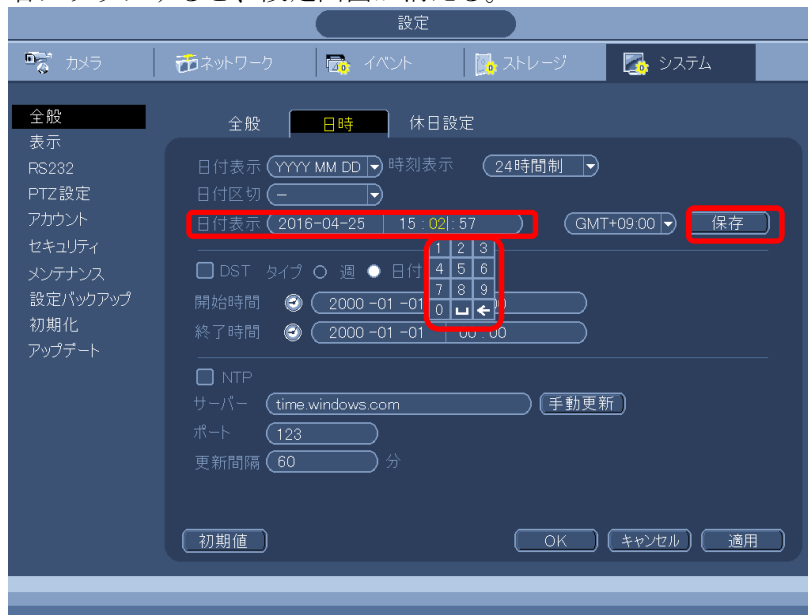 設定
カメラ ネットワーク イベント ストレージ システム
全般
表示
RS232
PTZ設定
アカウント
セキュリティ
メンテナンス
設定バックアップ
初期化
アップデート
全般 日時 休日設定
日付表示 YYYY MM DD 時刻表示 24時間制
日付区切 -
日付表示 2016-04-25 15:02:57 GMT+09:00 保存
1 2 3
4 5 6
7 8 9
0
DST タイプ 週 日付
開始時間 2000-01-01
終了時間 2000-01-01 00:00
NTP
サーバー time.windows.com 手動更新
ポート 123
更新間隔 60 分
初期値 OK キャンセル 適用